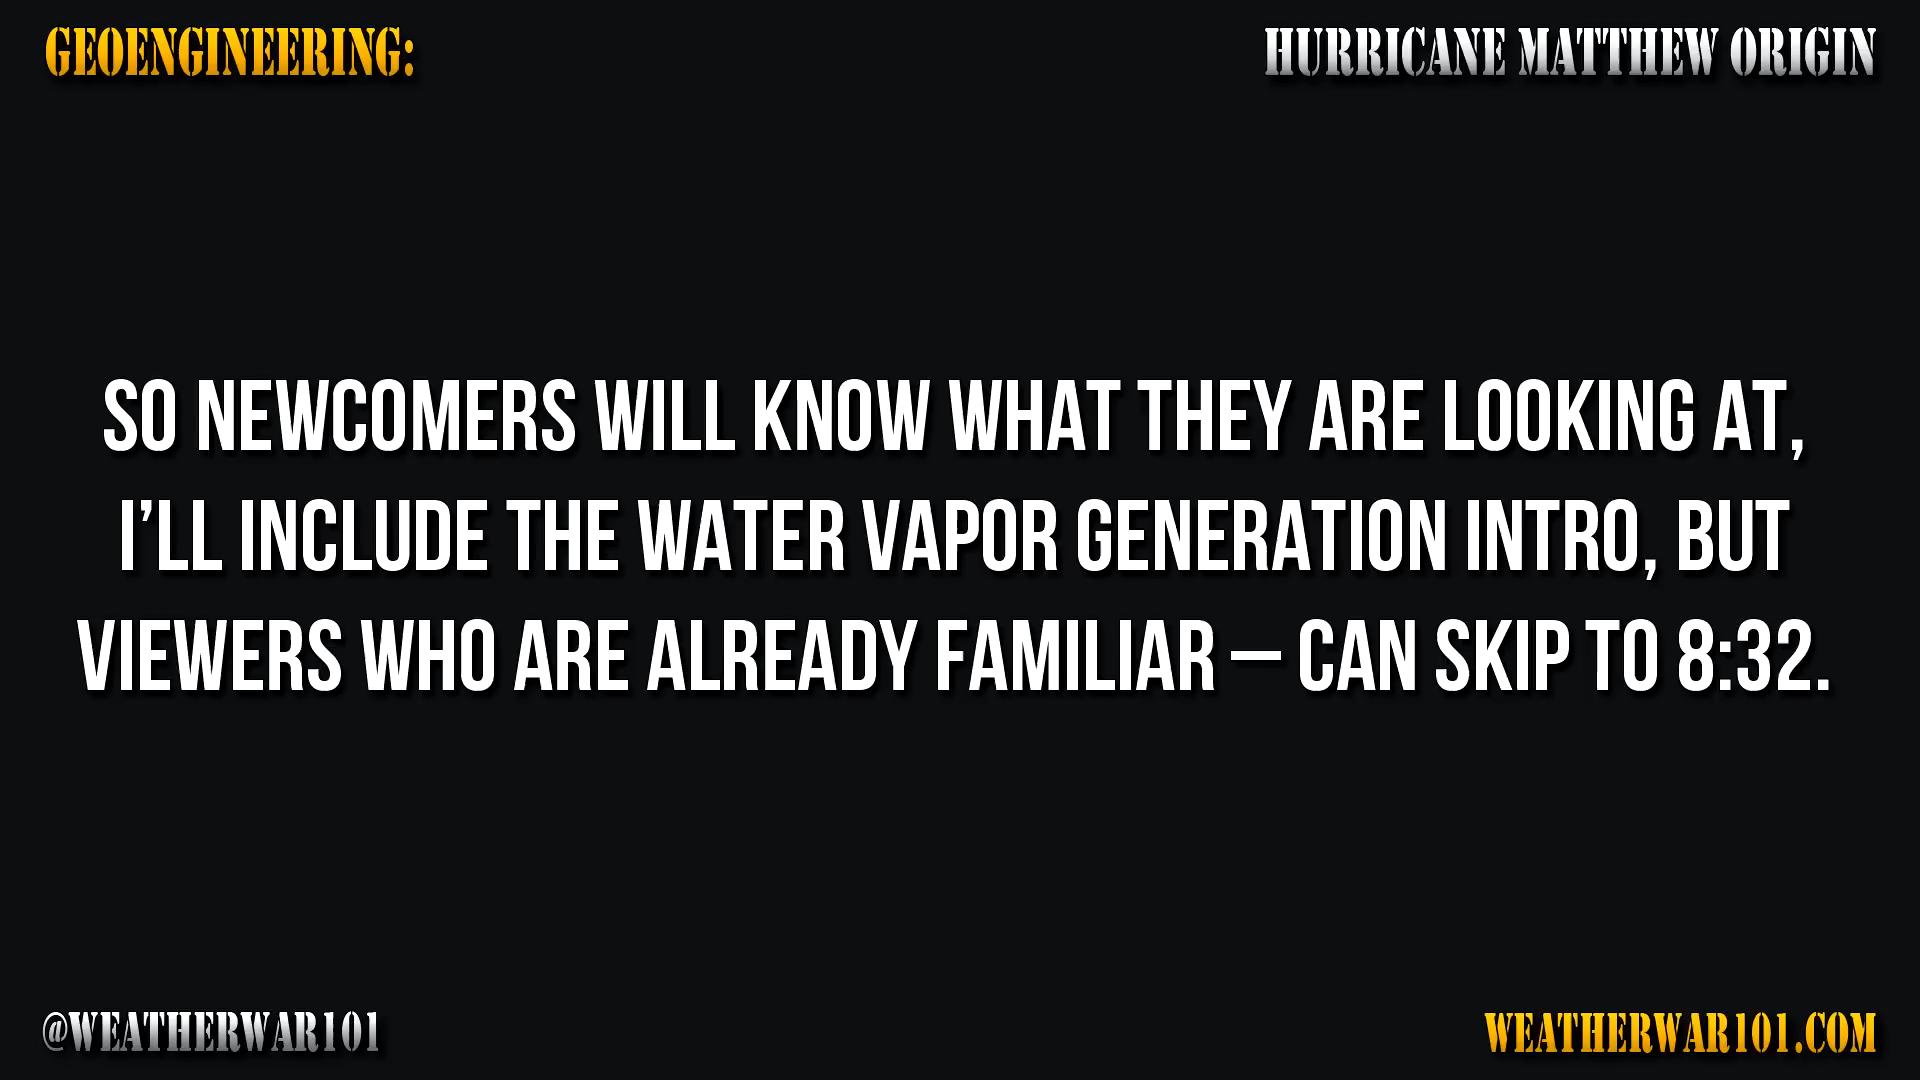 GEOENGINEERING:
HURRICANE MATTHEW ORIGIN
SO NEWCOMERS WILL KNOW WHAT THEY ARE LOOKING AT,
I’LL INCLUDE THE WATER VAPOR GENERATION INTRO, BUT
VIEWERS WHO ARE ALREADY FAMILIAR – CAN SKIP TO 8:32.
@WEATHERWAR101
WEATHERWAR101.COM